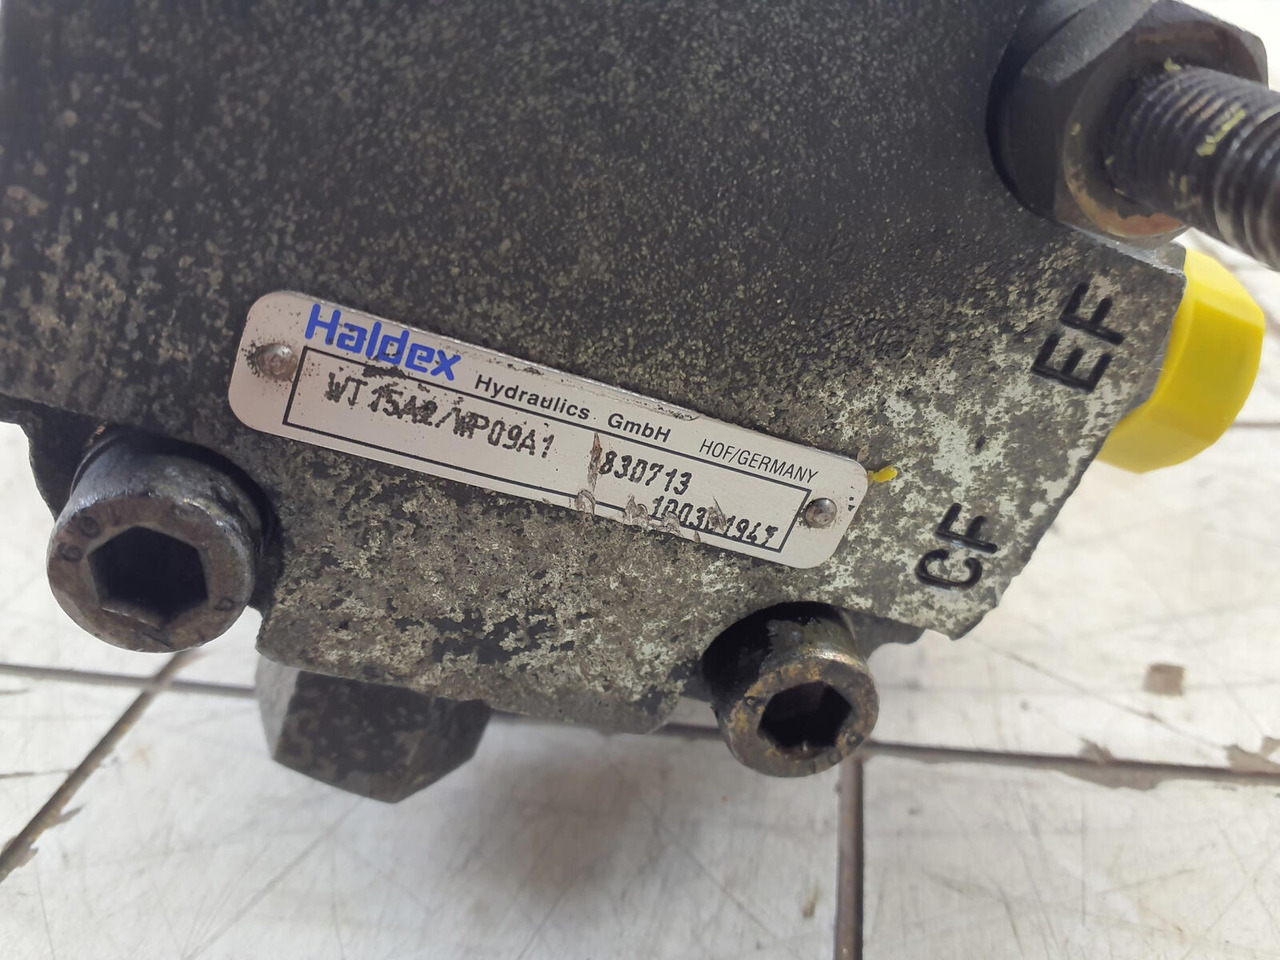 Haldex Hydraulics GmbH HOF/GERMANY
WT15A2/WP09A1 830713
EF
CF